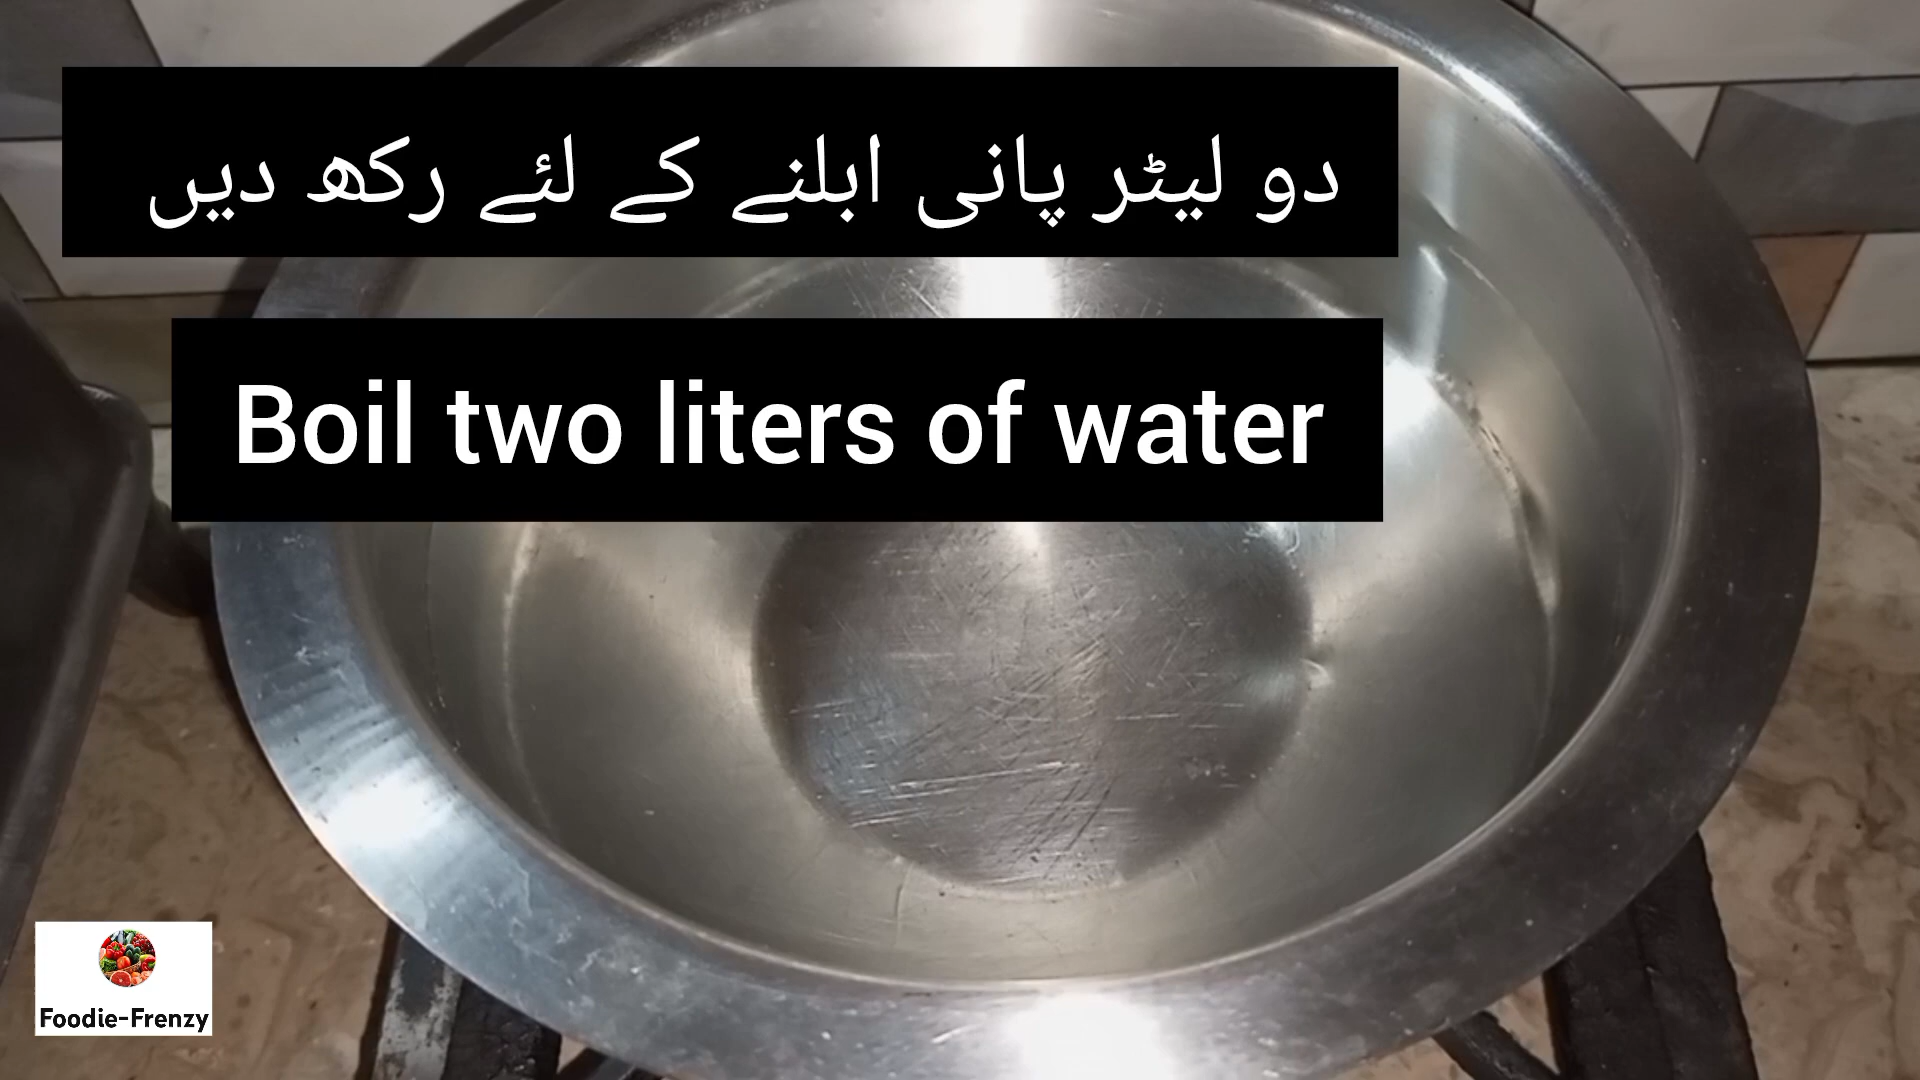 دو لیٹر پانی ابلنے کے لئے رکھ دیں
Boil two liters of water
Foodie-Frenzy